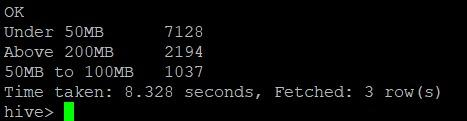 OK
Under 50MB 7128
Above 200MB 2194
50MB to 100MB 1037
Time taken: 8.328 seconds, Fetched: 3 row(s)
hive>